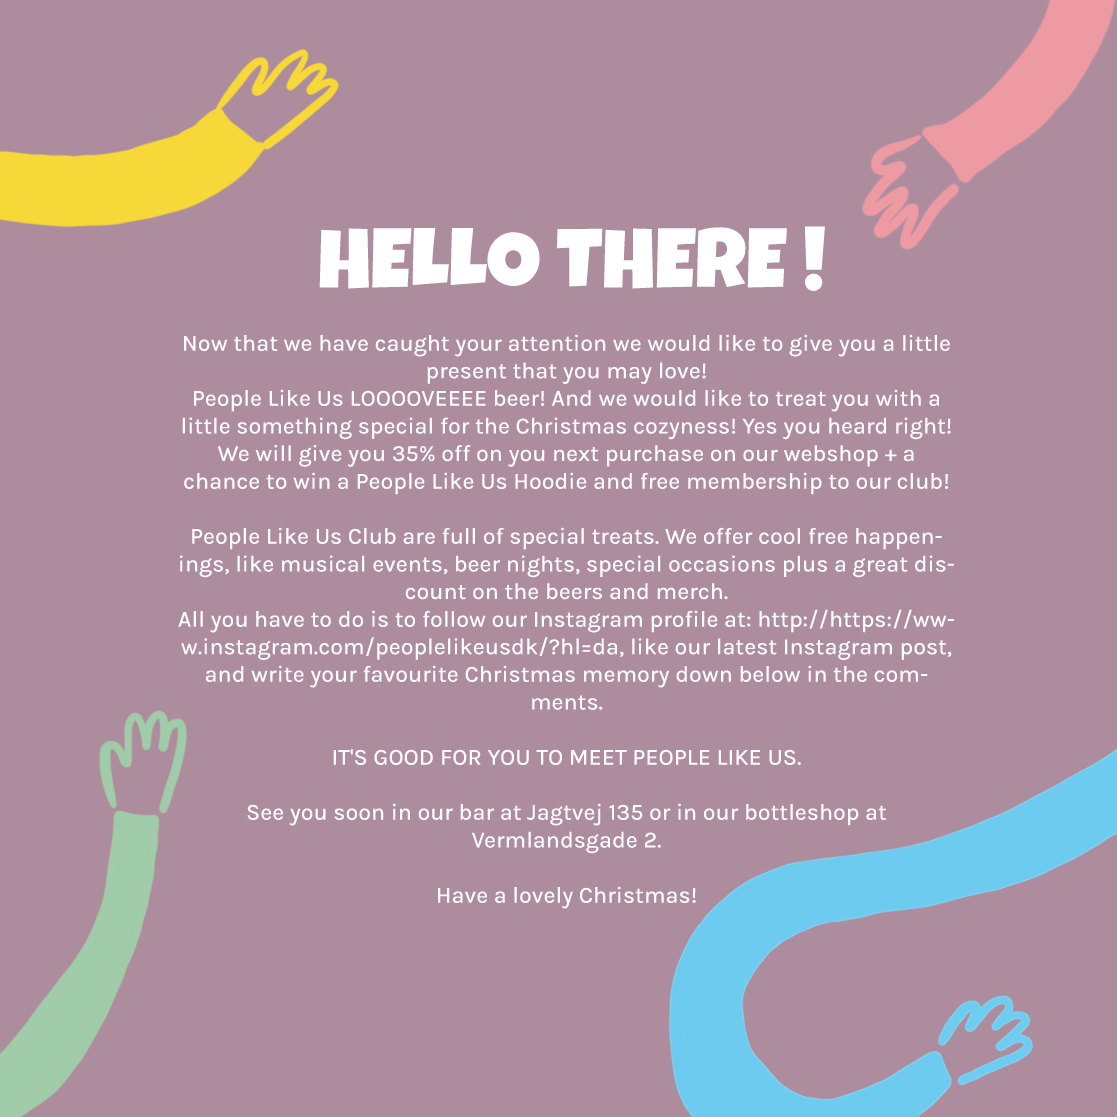 HELLO THERE !
Now that we have caught your attention we would like to give you a little
present that you may love!
People Like Us LOOOOVEEEE beer! And we would like to treat you with a
little something special for the Christmas cozyness! Yes you heard right!
We will give you 35% off on you next purchase on our webshop + a
chance to win a People Like Us Hoodie and free membership to our club!
People Like Us Club are full of special treats. We offer cool free happen-
ings, like musical events, beer nights, special occasions plus a great dis-
count on the beers and merch.
All you have to do is to follow our Instagram profile at: http://https://ww-
w.instagram.com/peoplelikeusdk/?hl=da, like our latest Instagram post,
and write your favourite Christmas memory down below in the com-
ments.
IT'S GOOD FOR YOU TO MEET PEOPLE LIKE US.
See you soon in our bar at Jagtvej 135 or in our bottleshop at
Vermlandsgade 2.
Have a lovely Christmas!